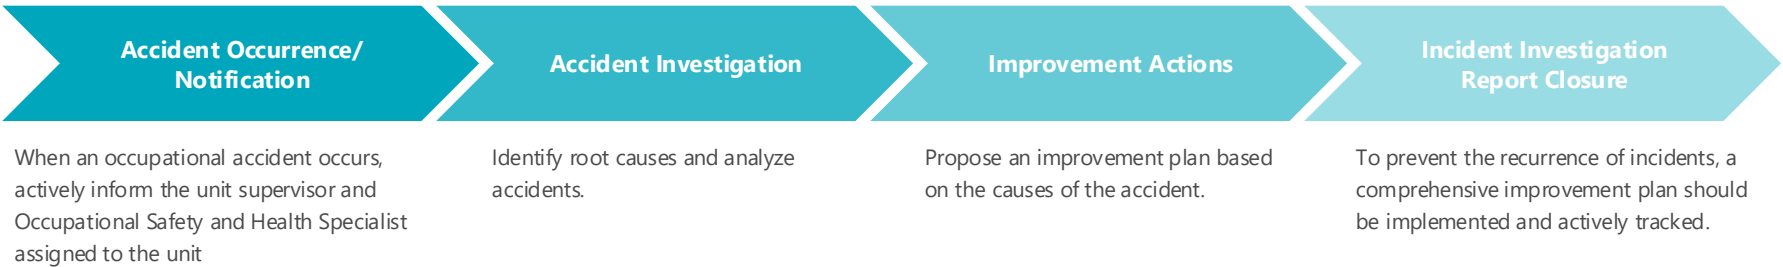 Accident Occurrence/
Notification
When an occupational accident occurs,
actively inform the unit supervisor and
Occupational Safety and Health Specialist
assigned to the unit
Accident Investigation
Identify root causes and analyze
accidents.
Improvement Actions
Propose an improvement plan based
on the causes of the accident.
Incident Investigation
Report Closure
To prevent the recurrence of incidents, a
comprehensive improvement plan should
be implemented and actively tracked.